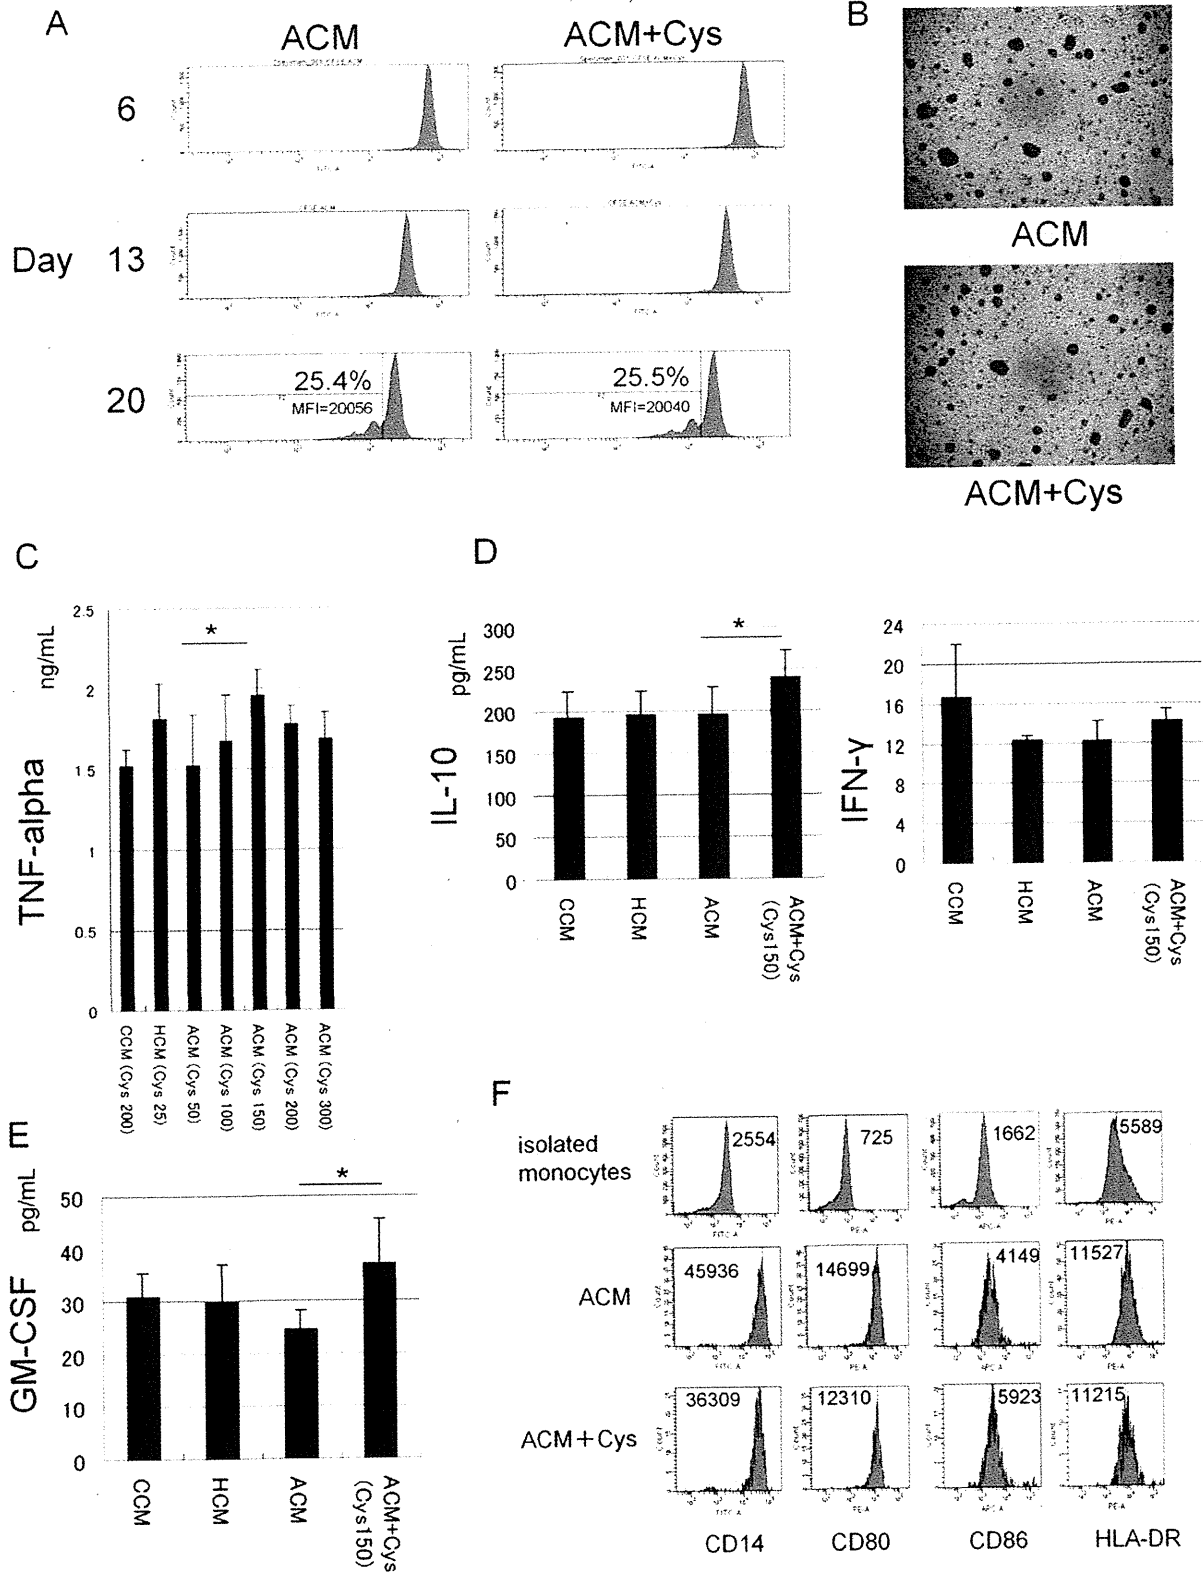 A
B
ACM
ACM+Cys
6
Day
13
20
25.4%
MFI=20056
25.5%
MFI=20040
ACM
ACM+Cys
C
TNF-alpha
ng/mL
2.5
2
1.5
1
0.5
0
*
CCM (Cys 200)
HCM (Cys 25)
ACM (Cys 50)
ACM (Cys 100)
ACM (Cys 150)
ACM (Cys 200)
ACM (Cys 300)
D
IL-10
pg/mL
300
250
200
150
100
50
0
*
CCM
HCM
ACM
ACM+Cys
(Cys150)
IFN-γ
24
20
16
12
8
4
0
CCM
HCM
ACM
ACM+Cys
(Cys150)
E
GM-CSF
pg/mL
50
40
30
20
10
0
*
CCM
HCM
ACM
ACM+Cys
(Cys150)
F
isolated
monocytes
2554
725
1662
5589
ACM
45936
14699
4149
11527
ACM+Cys
36309
12310
5923
11215
CD14
CD80
CD86
HLA-DR